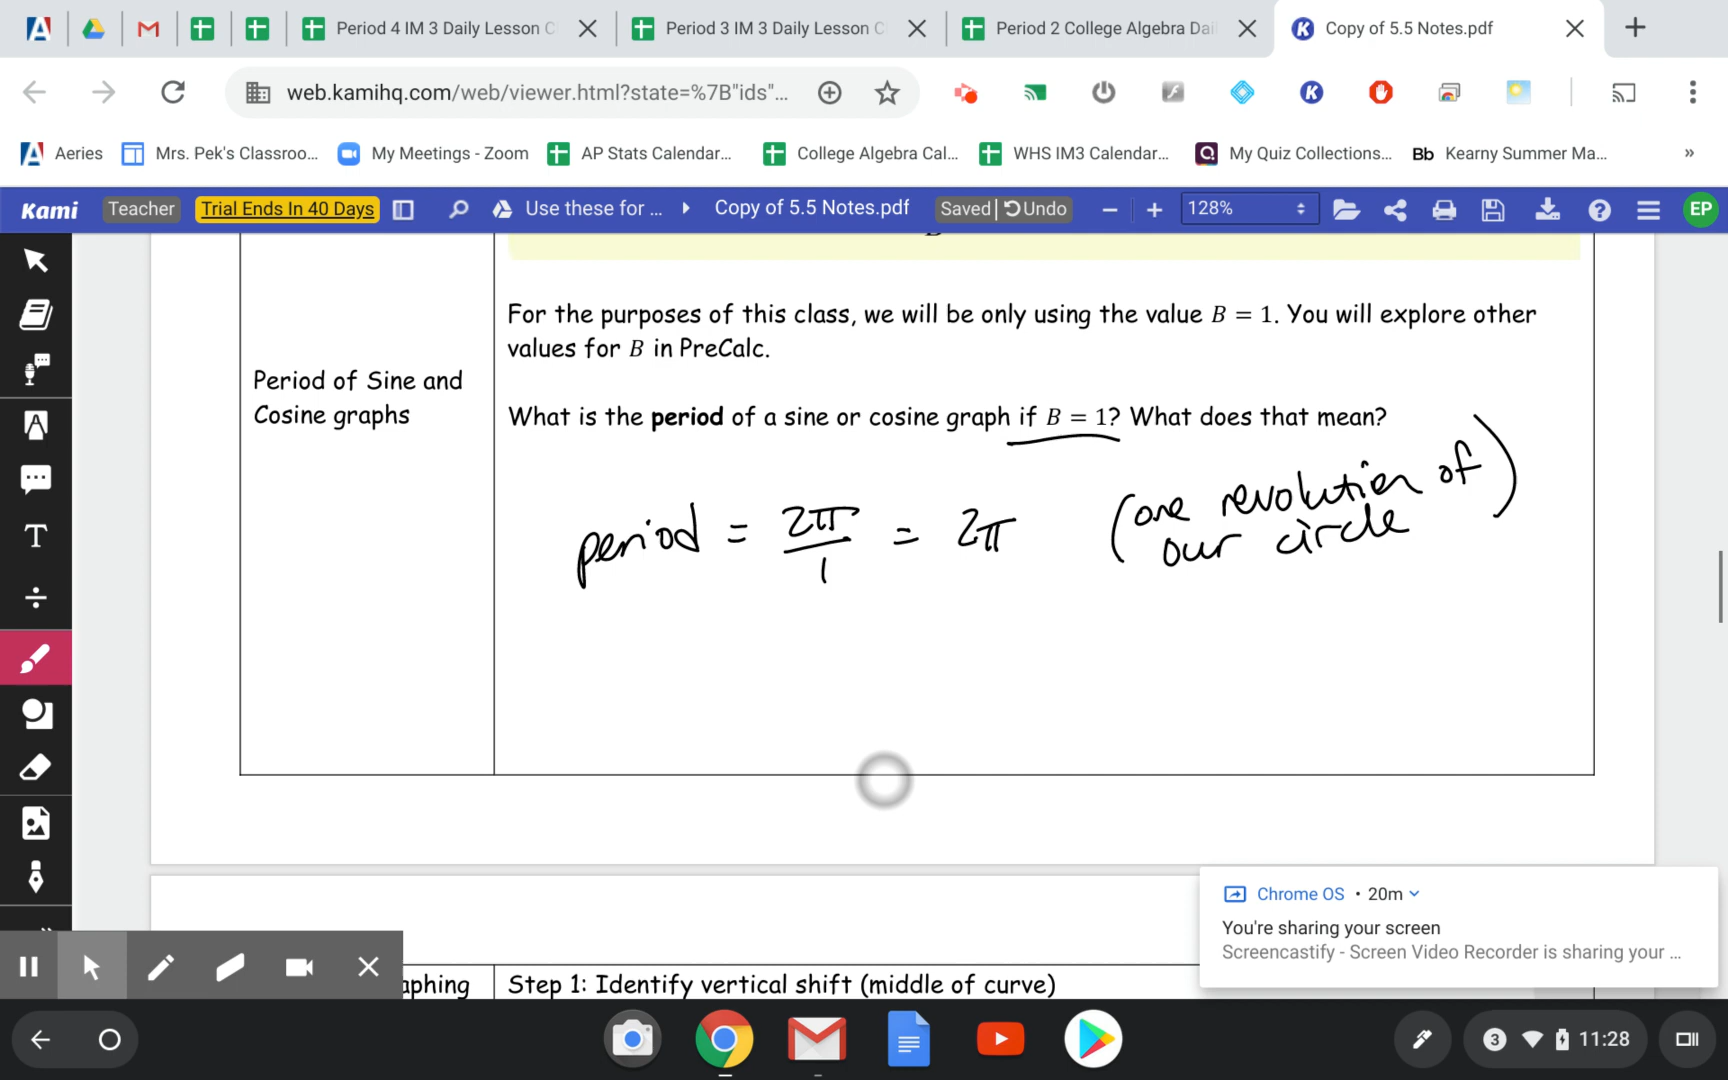 Period 4 IM 3 Daily Lesson C
Period 3 IM 3 Daily Lesson C
Period 2 College Algebra Dai
Copy of 5.5 Notes.pdf
web.kamihq.com/web/viewer.html?state=%7B"ids"...
Aeries
Mrs. Pek's Classroo...
My Meetings - Zoom
AP Stats Calendar...
College Algebra Cal...
WHS IM3 Calendar...
My Quiz Collections...
Bb Kearny Summer Ma...
»
Kami
Teacher
Trial Ends In 40 Days
Use these for ...
Copy of 5.5 Notes.pdf
Saved | Undo
128%
EP
For the purposes of this class, we will be only using the value B = 1. You will explore other
values for B in PreCalc.
Period of Sine and
Cosine graphs
What is the period of a sine or cosine graph if B = 1? What does that mean?
period = 2π/1 = 2π
(one revolution of
our circle)
Chrome OS • 20m
You're sharing your screen
Screencastify - Screen Video Recorder is sharing your ...
aphing
Step 1: Identify vertical shift (middle of curve)
3
11:28